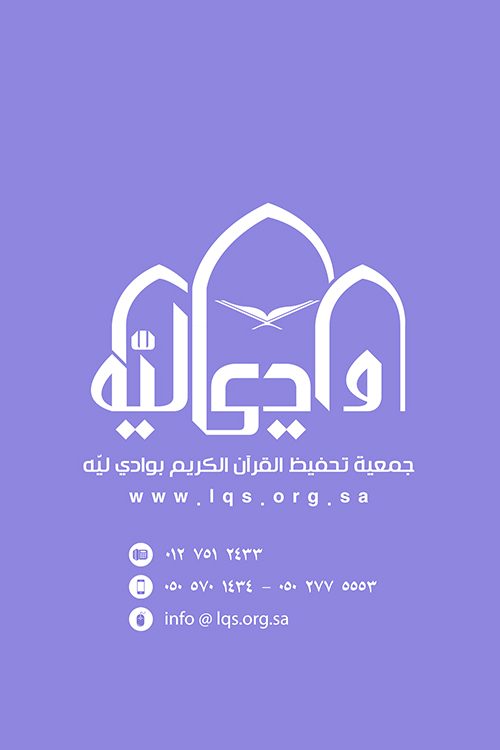 وادي ليّه
جمعية تحفيظ القرآن الكريم بوادي ليّه
www.lqs.org.sa
٠١٢ ٧٥١ ٢٤٣٣
٠٥٠ ٥٧٠ ١٤٣٤ – ٠٥٠ ٢٧٧ ٥٥٥٣
info @ lqs.org.sa